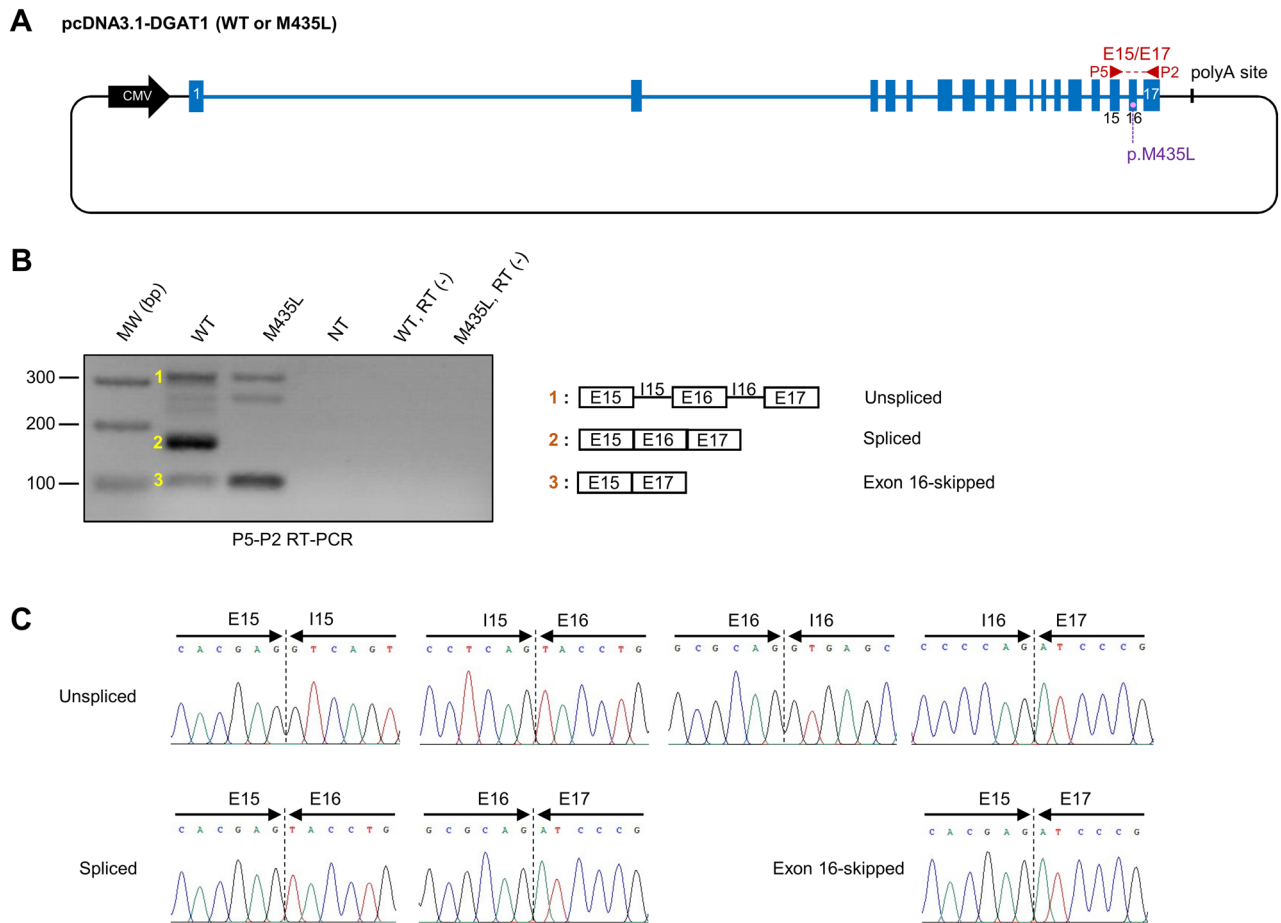 A pcDNA3.1-DGAT1 (WT or M435L)
E15/E17
P5 P2 polyA site
CMV 1 17
15 16
p.M435L
B
MW (bp) WT M435L NT WT, RT (-) M435L, RT (-)
300 1
200
2
100 3
P5-P2 RT-PCR
1 : E15 I15 E16 I16 E17 Unspliced
2 : E15 E16 E17 Spliced
3 : E15 E17 Exon 16-skipped
C
E15 I15 I15 E16 E16 I16 I16 E17
C A C G A G G T C A G T C C T C A G T A C C T G G C G C A G G T G A G C C C C C A G A T C C C G
Unspliced
E15 E16 E16 E17 E15 E17
C A C G A G T A C C T G G C G C A G A T C C C G C A C G A G A T C C C G
Spliced Exon 16-skipped